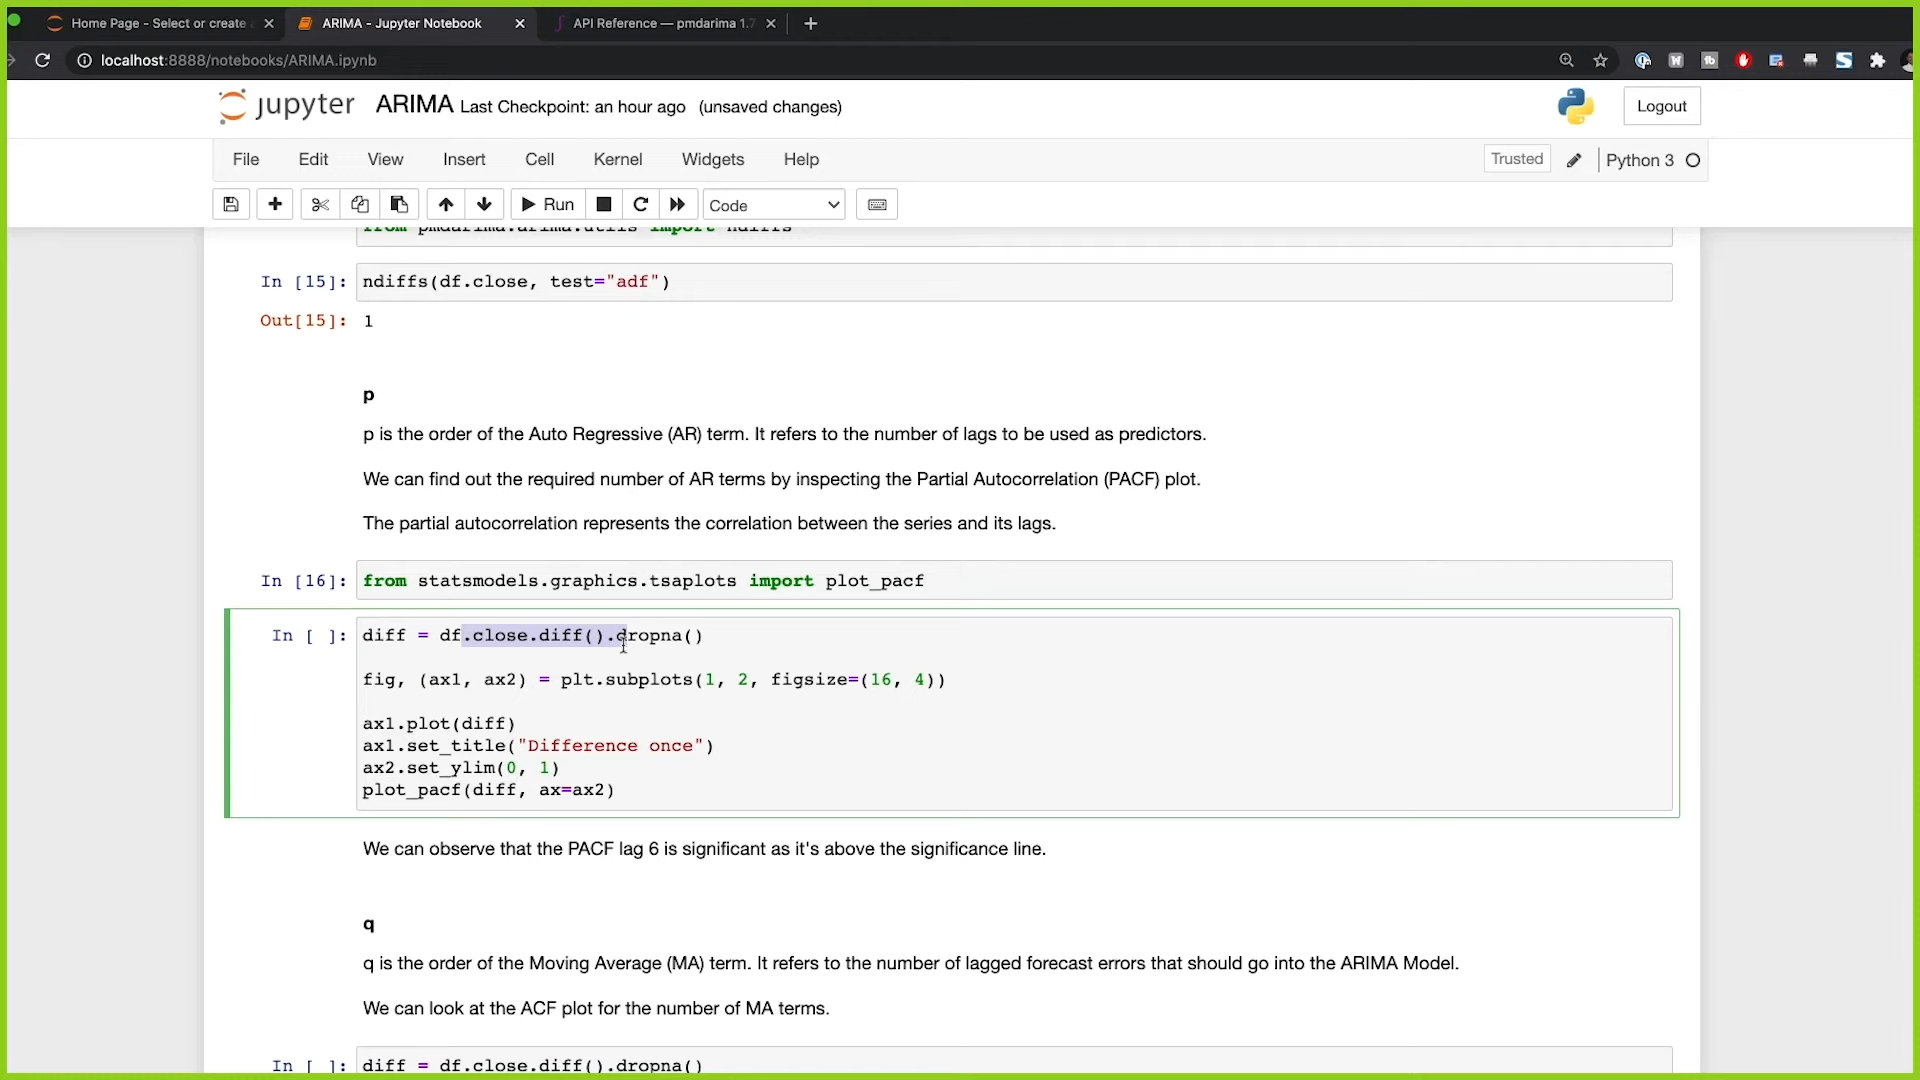 Home Page - Select or create
ARIMA - Jupyter Notebook
API Reference — pmdarima 1.7
localhost:8888/notebooks/ARIMA.ipynb
jupyter ARIMA Last Checkpoint: an hour ago (unsaved changes)
Logout
File Edit View Insert Cell Kernel Widgets Help
Trusted
Python 3
Run
Code
from pmdarima.arima.utils import ndiffs
In [15]: ndiffs(df.close, test="adf")
Out[15]: 1
p
p is the order of the Auto Regressive (AR) term. It refers to the number of lags to be used as predictors.
We can find out the required number of AR terms by inspecting the Partial Autocorrelation (PACF) plot.
The partial autocorrelation represents the correlation between the series and its lags.
In [16]: from statsmodels.graphics.tsaplots import plot_pacf
In [ ]: diff = df.close.diff().dropna()
fig, (ax1, ax2) = plt.subplots(1, 2, figsize=(16, 4))
ax1.plot(diff)
ax1.set_title("Difference once")
ax2.set_ylim(0, 1)
plot_pacf(diff, ax=ax2)
We can observe that the PACF lag 6 is significant as it's above the significance line.
q
q is the order of the Moving Average (MA) term. It refers to the number of lagged forecast errors that should go into the ARIMA Model.
We can look at the ACF plot for the number of MA terms.
In [ ]: diff = df.close.diff().dropna()